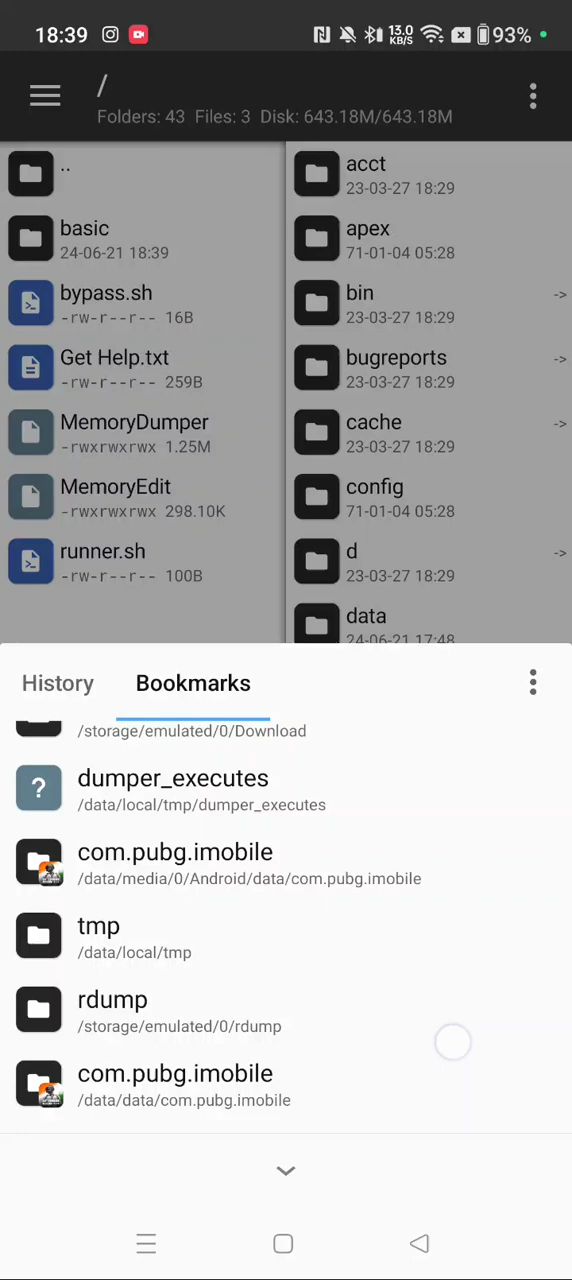 18:39
13.0
KB/S
93%
/
Folders: 43 Files: 3 Disk: 643.18M/643.18M
..
basic
24-06-21 18:39
bypass.sh
-rw-r--r-- 16B
Get Help.txt
-rw-r--r-- 259B
MemoryDumper
-rwxrwxrwx 1.25M
MemoryEdit
-rwxrwxrwx 298.10K
runner.sh
-rw-r--r-- 100B
acct
23-03-27 18:29
apex
71-01-04 05:28
bin
->
23-03-27 18:29
bugreports
->
23-03-27 18:29
cache
->
23-03-27 18:29
config
71-01-04 05:28
d
->
23-03-27 18:29
data
24-06-21 17:48
History
Bookmarks
/storage/emulated/0/Download
?
dumper_executes
/data/local/tmp/dumper_executes
com.pubg.imobile
/data/media/0/Android/data/com.pubg.imobile
tmp
/data/local/tmp
rdump
/storage/emulated/0/rdump
com.pubg.imobile
/data/data/com.pubg.imobile